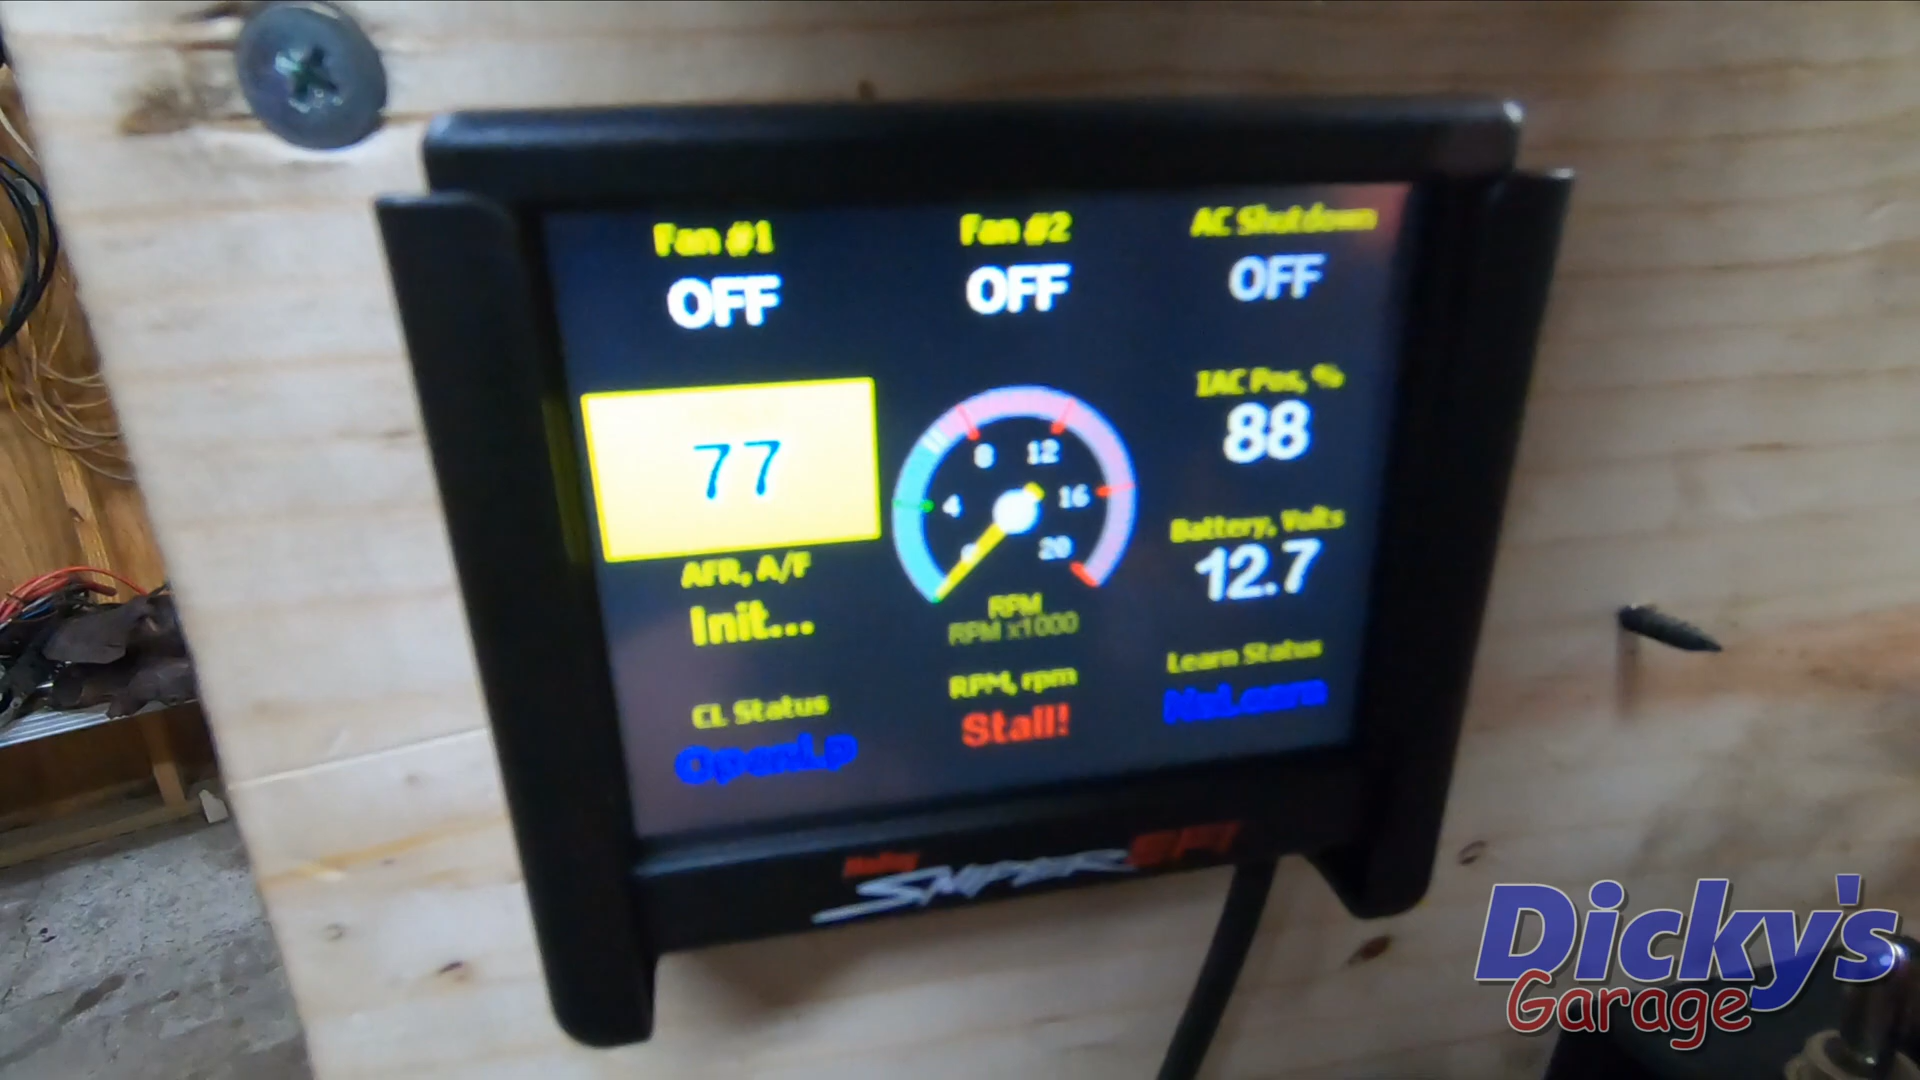 Fan #1
OFF
Fan #2
OFF
AC Shutdown
OFF
77
AFR, A/F
Init...
0
4
8
12
16
20
RPM
RPM x1000
IAC Pos, %
88
Battery, Volts
12.7
CL Status
OpenLp
RPM, rpm
Stall!
Learn Status
NoLearn
Holley
SNIPER EFI
Dicky's
Garage